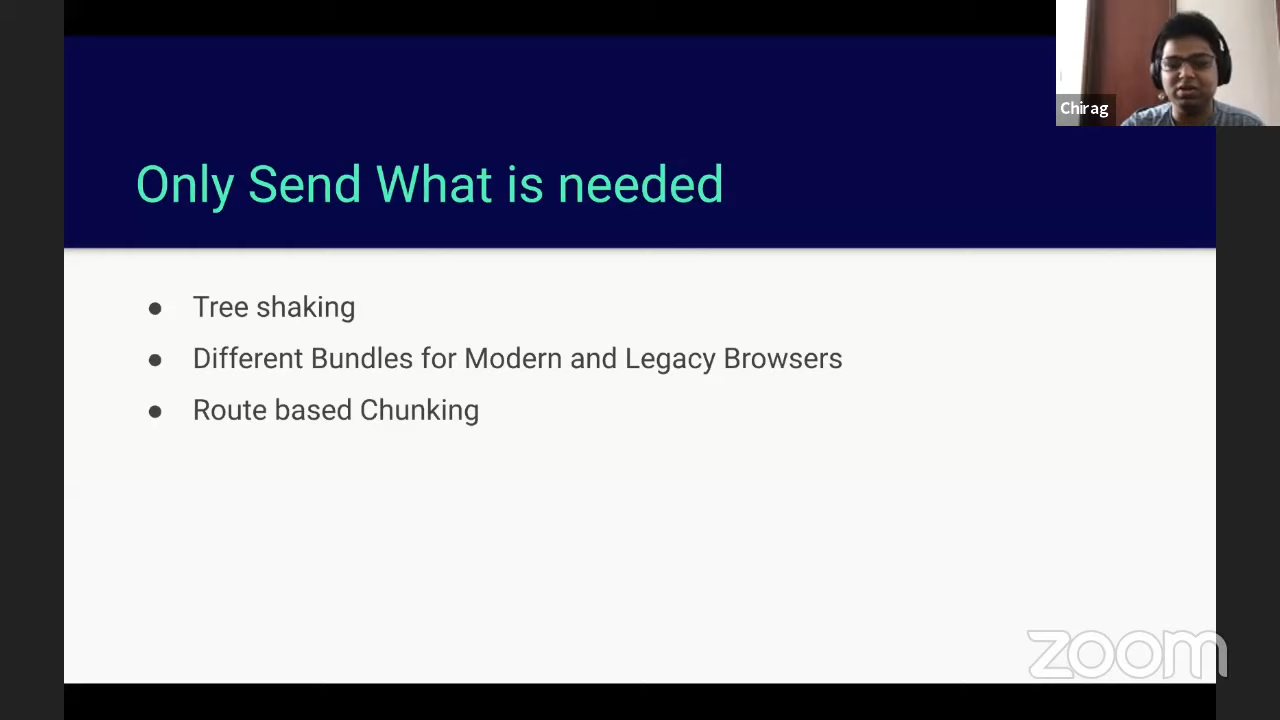 Chirag
Only Send What is needed
● Tree shaking
● Different Bundles for Modern and Legacy Browsers
● Route based Chunking
zoom